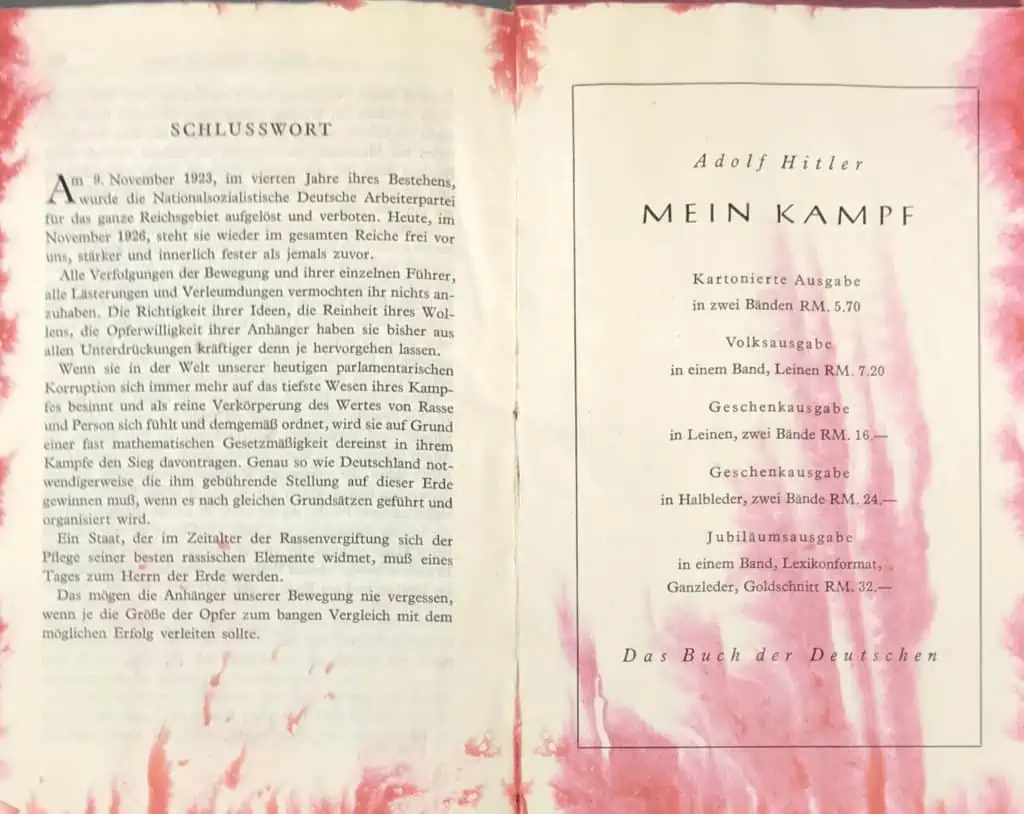 SCHLUSSWORT
Am 9. November 1923, im vierten Jahre ihres Bestehens,
wurde die Nationalsozialistische Deutsche Arbeiterpartei
für das ganze Reichsgebiet aufgelöst und verboten. Heute, im
November 1926, steht sie wieder im gesamten Reiche frei vor
uns, stärker und innerlich fester als jemals zuvor.
Alle Verfolgungen der Bewegung und ihrer einzelnen Führer,
alle Lästerungen und Verleumdungen vermochten ihr nichts an-
zuhaben. Die Richtigkeit ihrer Ideen, die Reinheit ihres Wol-
lens, die Opferwilligkeit ihrer Anhänger haben sie bisher aus
allen Unterdrückungen kräftiger denn je hervorgehen lassen.
Wenn sie in der Welt unserer heutigen parlamentarischen
Korruption sich immer mehr auf das tiefste Wesen ihres Kamp-
fes besinnt und als reine Verkörperung des Wertes von Rasse
und Person sich fühlt und demgemäß ordnet, wird sie auf Grund
einer fast mathematischen Gesetzmäßigkeit dereinst in ihrem
Kampfe den Sieg davontragen. Genau so wie Deutschland not-
wendigerweise die ihm gebührende Stellung auf dieser Erde
gewinnen muß, wenn es nach gleichen Grundsätzen geführt und
organisiert wird.
Ein Staat, der im Zeitalter der Rassenvergiftung sich der
Pflege seiner besten rassischen Elemente widmet, muß eines
Tages zum Herrn der Erde werden.
Das mögen die Anhänger unserer Bewegung nie vergessen,
wenn je die Größe der Opfer zum bangen Vergleich mit dem
möglichen Erfolg verleiten sollte.
Adolf Hitler
MEIN KAMPF
Kartonierte Ausgabe
in zwei Bänden RM. 5.70
Volksausgabe
in einem Band, Leinen RM. 7.20
Geschenkausgabe
in Leinen, zwei Bände RM. 16.—
Geschenkausgabe
in Halbleder, zwei Bände RM. 24.—
Jubiläumsausgabe
in einem Band, Lexikonformat,
Ganzleder, Goldschnitt RM. 32.—
Das Buch der Deutschen